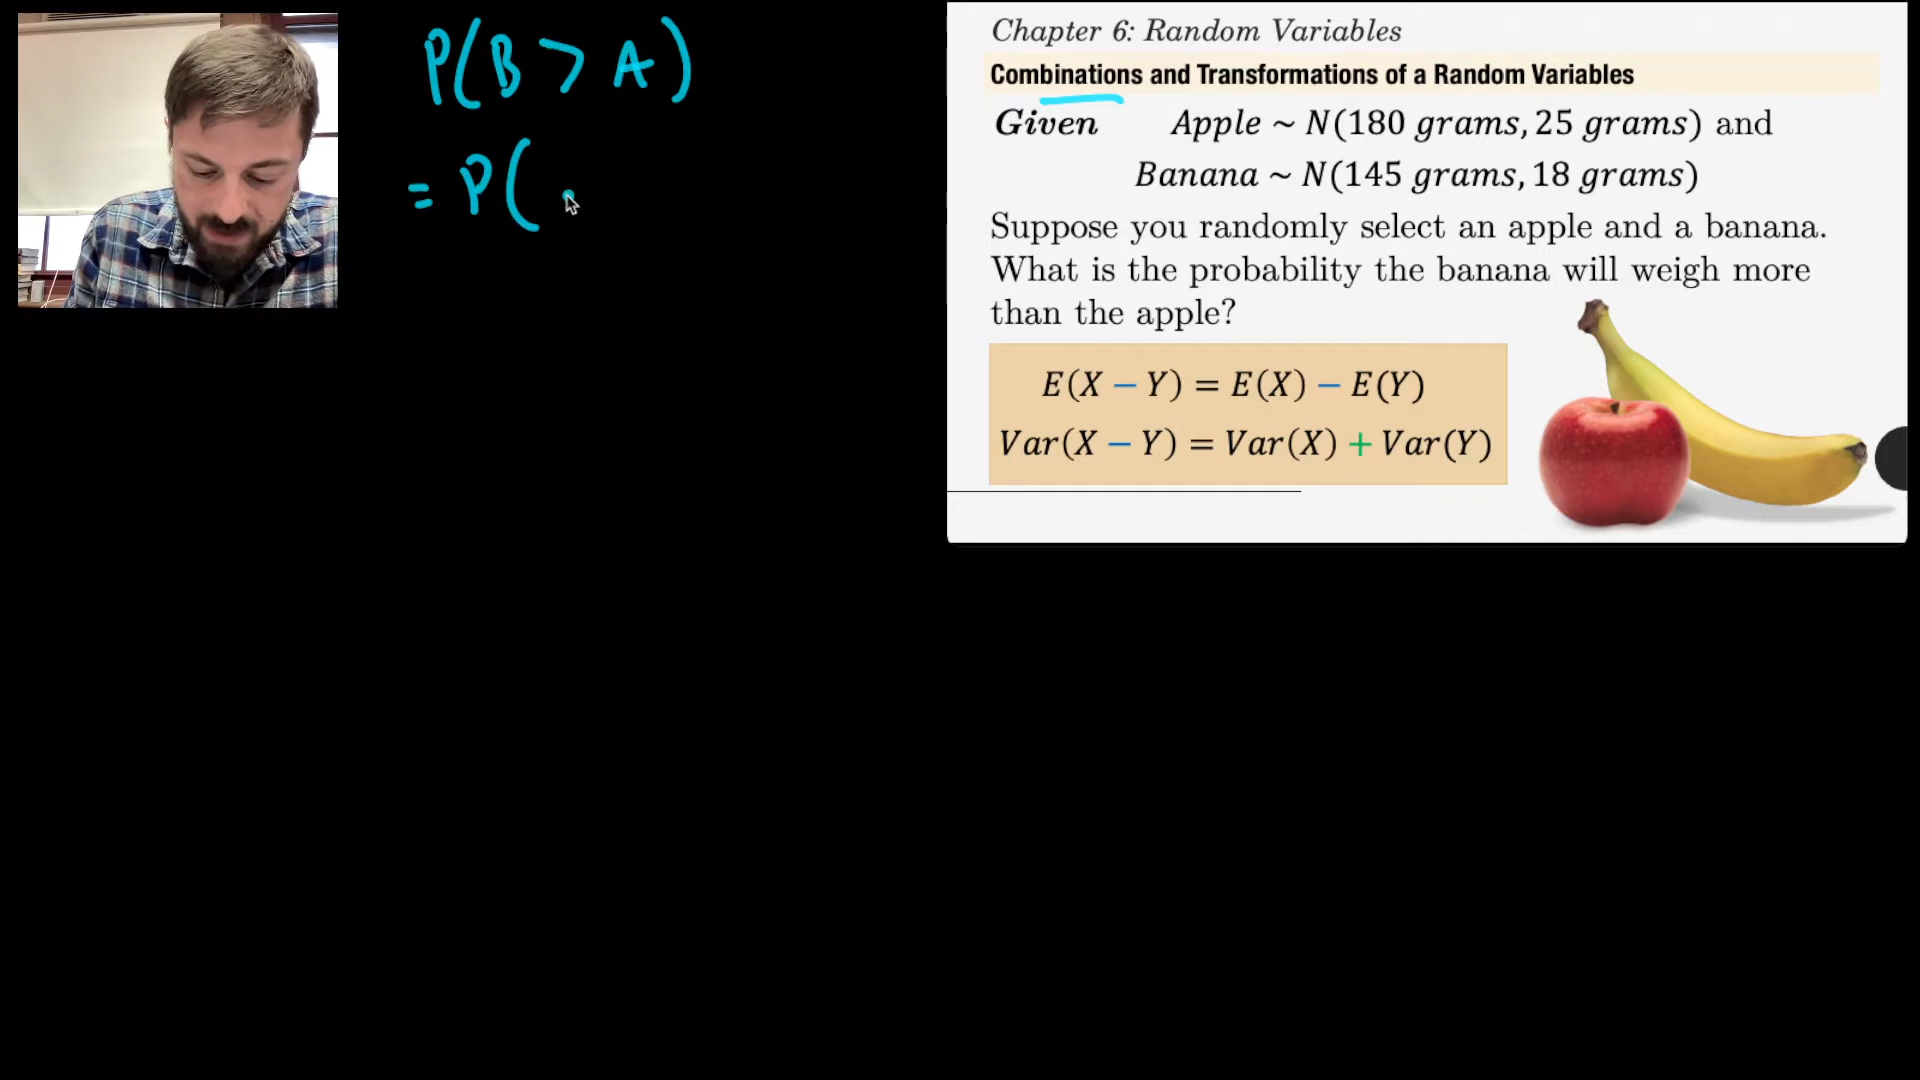 P(B > A)
= P(
Chapter 6: Random Variables
Combinations and Transformations of a Random Variables
Given Apple ~ N(180 grams, 25 grams) and
Banana ~ N(145 grams, 18 grams)
Suppose you randomly select an apple and a banana.
What is the probability the banana will weigh more
than the apple?
E(X − Y) = E(X) − E(Y)
Var(X − Y) = Var(X) + Var(Y)